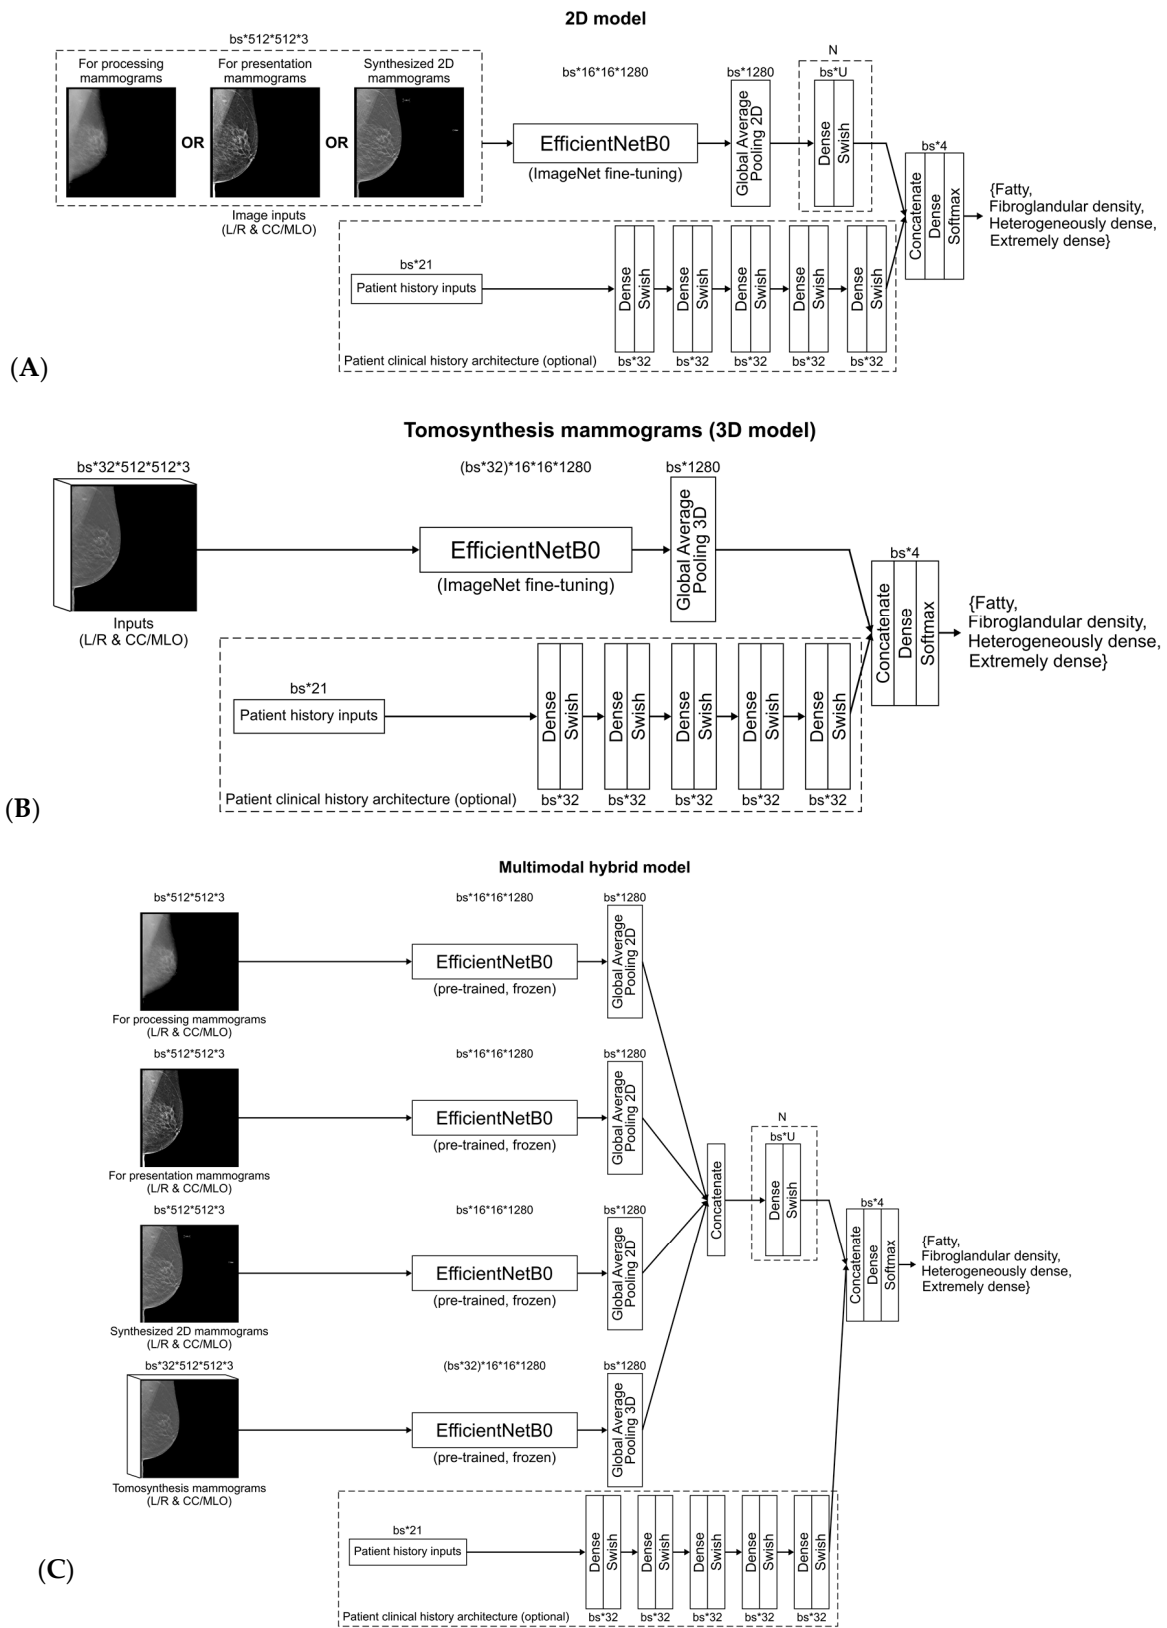 2D model
bs*512*512*3
For processing
mammograms
For presentation
mammograms
Synthesized 2D
mammograms
OR
OR
Image inputs
(L/R & CC/MLO)
bs*16*16*1280
EfficientNetB0
(ImageNet fine-tuning)
bs*1280
Global Average
Pooling 2D
N
bs*U
Dense
Swish
bs*4
Concatenate
Dense
Softmax
{Fatty,
Fibroglandular density,
Heterogeneously dense,
Extremely dense}
bs*21
Patient history inputs
Dense
Swish
Dense
Swish
Dense
Swish
Dense
Swish
Dense
Swish
Patient clinical history architecture (optional)
bs*32
bs*32
bs*32
bs*32
bs*32
(A)
Tomosynthesis mammograms (3D model)
bs*32*512*512*3
Inputs
(L/R & CC/MLO)
(bs*32)*16*16*1280
EfficientNetB0
(ImageNet fine-tuning)
bs*1280
Global Average
Pooling 3D
bs*4
Concatenate
Dense
Softmax
{Fatty,
Fibroglandular density,
Heterogeneously dense,
Extremely dense}
bs*21
Patient history inputs
Dense
Swish
Dense
Swish
Dense
Swish
Dense
Swish
Dense
Swish
Patient clinical history architecture (optional)
bs*32
bs*32
bs*32
bs*32
bs*32
(B)
Multimodal hybrid model
bs*512*512*3
For processing mammograms
(L/R & CC/MLO)
bs*16*16*1280
EfficientNetB0
(pre-trained, frozen)
bs*1280
Global Average
Pooling 2D
bs*512*512*3
For presentation mammograms
(L/R & CC/MLO)
bs*16*16*1280
EfficientNetB0
(pre-trained, frozen)
bs*1280
Global Average
Pooling 2D
bs*512*512*3
Synthesized 2D mammograms
(L/R & CC/MLO)
bs*16*16*1280
EfficientNetB0
(pre-trained, frozen)
bs*1280
Global Average
Pooling 2D
bs*32*512*512*3
Tomosynthesis mammograms
(L/R & CC/MLO)
(bs*32)*16*16*1280
EfficientNetB0
(pre-trained, frozen)
bs*1280
Global Average
Pooling 3D
Concatenate
N
bs*U
Dense
Swish
bs*4
Concatenate
Dense
Softmax
{Fatty,
Fibroglandular density,
Heterogeneously dense,
Extremely dense}
bs*21
Patient history inputs
Dense
Swish
Dense
Swish
Dense
Swish
Dense
Swish
Dense
Swish
Patient clinical history architecture (optional)
bs*32
bs*32
bs*32
bs*32
bs*32
(C)